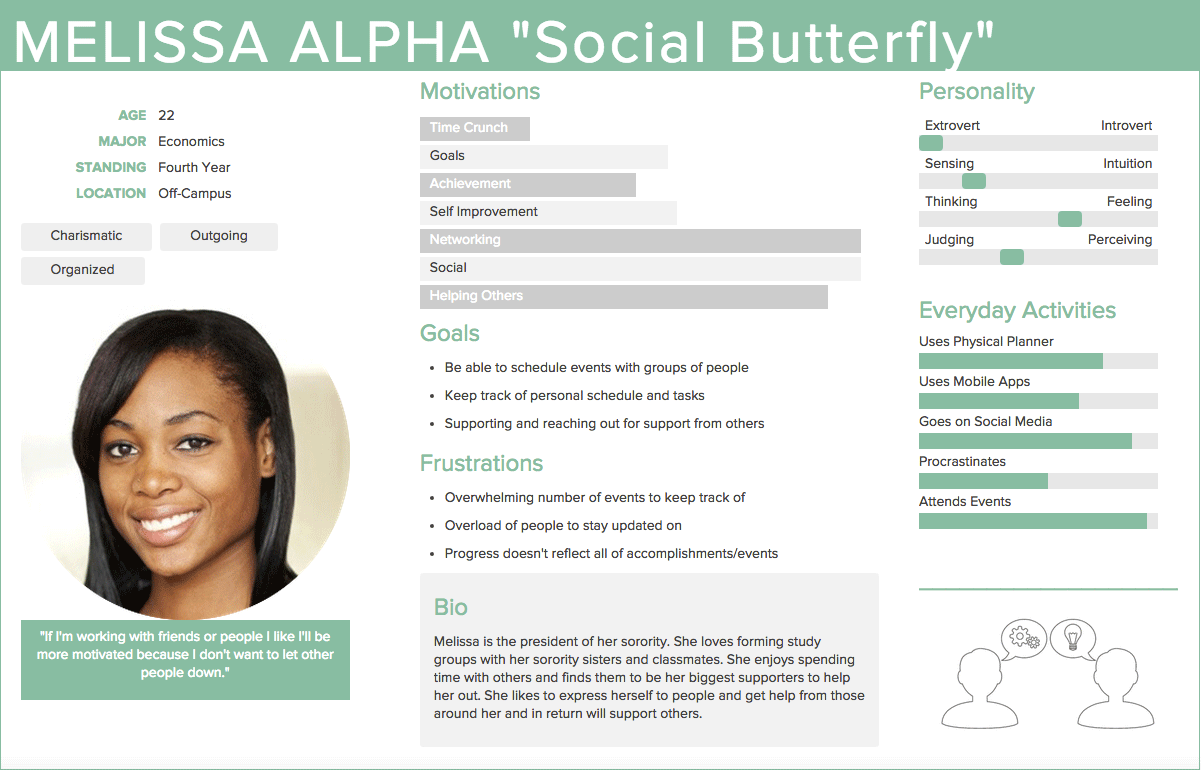 MELISSA ALPHA "Social Butterfly"
AGE 22
MAJOR Economics
STANDING Fourth Year
LOCATION Off-Campus
Charismatic
Outgoing
Organized
"If I'm working with friends or people I like I'll be
more motivated because I don't want to let other
people down."
Motivations
Time Crunch
Goals
Achievement
Self Improvement
Networking
Social
Helping Others
Goals
• Be able to schedule events with groups of people
• Keep track of personal schedule and tasks
• Supporting and reaching out for support from others
Frustrations
• Overwhelming number of events to keep track of
• Overload of people to stay updated on
• Progress doesn't reflect all of accomplishments/events
Bio
Melissa is the president of her sorority. She loves forming study
groups with her sorority sisters and classmates. She enjoys spending
time with others and finds them to be her biggest supporters to help
her out. She likes to express herself to people and get help from those
around her and in return will support others.
Personality
Extrovert Introvert
Sensing Intuition
Thinking Feeling
Judging Perceiving
Everyday Activities
Uses Physical Planner
Uses Mobile Apps
Goes on Social Media
Procrastinates
Attends Events